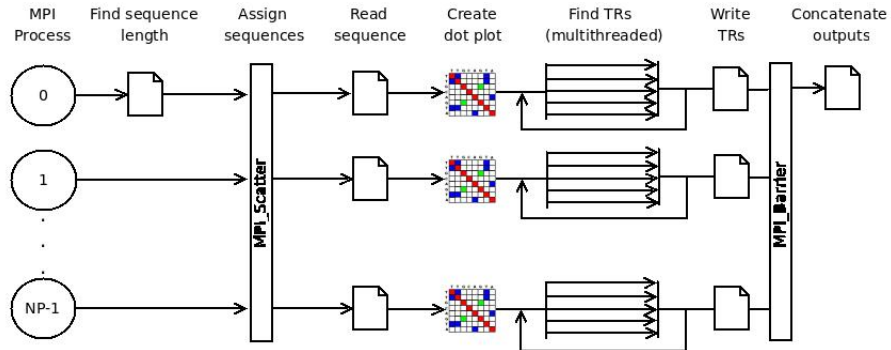 MPI Find sequence Assign Read Create Find TRs Write Concatenate
Process length sequences sequence dot plot (multithreaded) TRs outputs
0
1
NP-1
MPI_Scatter
MPI_Barrier